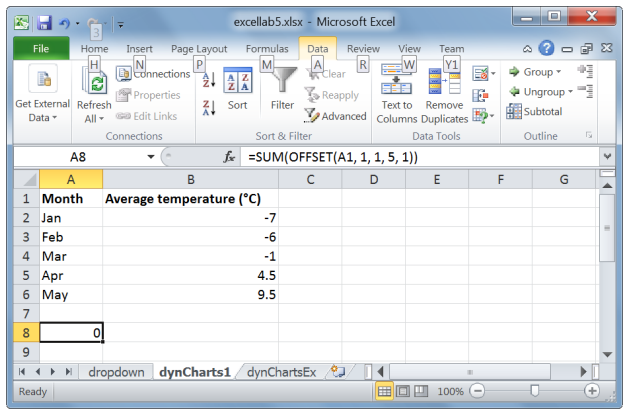 excellab5.xlsx - Microsoft Excel
3
File Home Insert Page Layout Formulas Data Review View Team
H N P M A R W Y1
Get External Data
Refresh All
Connections
Properties
Edit Links
Connections
A Z
Z A
A Z Z A
Sort
Filter
Clear
Reapply
Advanced
Sort & Filter
Text to Columns
Remove Duplicates
Data Tools
Group
Ungroup
Subtotal
Outline
A8 fx =SUM(OFFSET(A1, 1, 1, 5, 1))
A B C D E F G
1 Month Average temperature (°C)
2 Jan -7
3 Feb -6
4 Mar -1
5 Apr 4.5
6 May 9.5
7
8 0
9
dropdown dynCharts1 dynChartsEx
Ready 100%